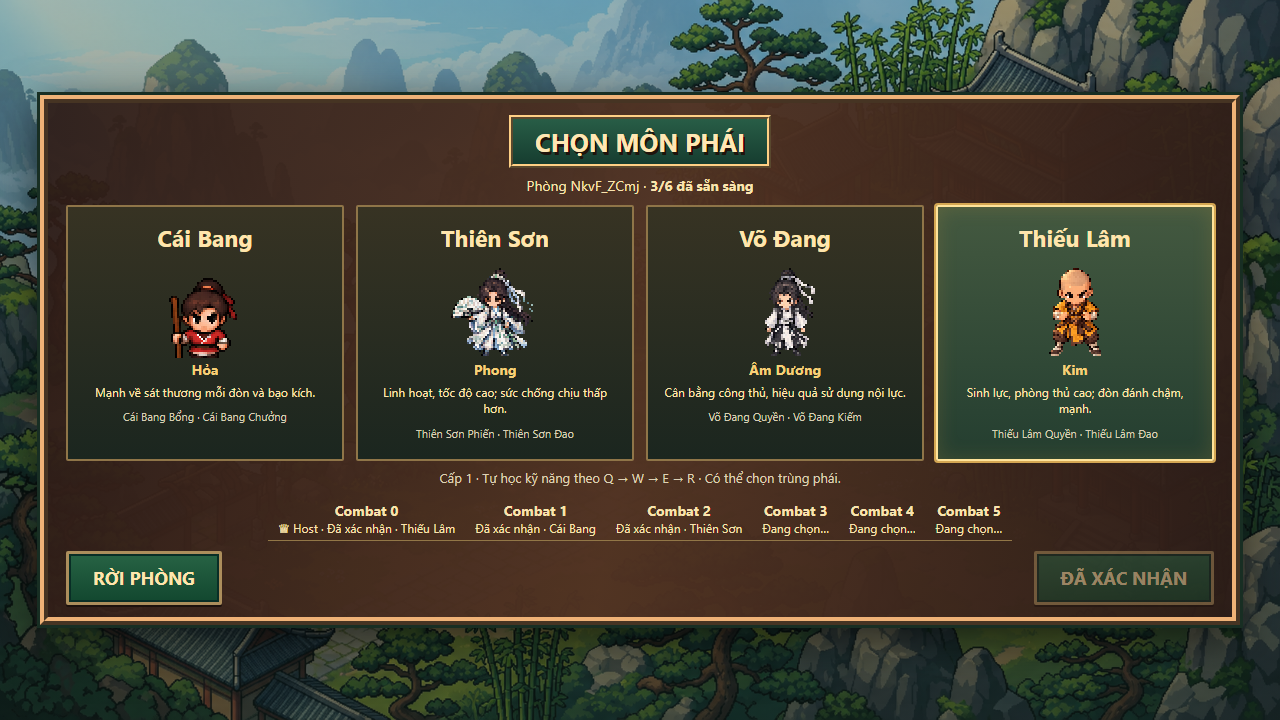 CHỌN MÔN PHÁI
Phòng NkvF_ZCmj · 3/6 đã sẵn sàng
Cái Bang
Hỏa
Mạnh về sát thương mỗi đòn và bạo kích.
Cái Bang Bổng · Cái Bang Chưởng
Thiên Sơn
Phong
Linh hoạt, tốc độ cao; sức chống chịu thấp
hơn.
Thiên Sơn Phiến · Thiên Sơn Đao
Võ Đang
Âm Dương
Cân bằng công thủ, hiệu quả sử dụng nội lực.
Võ Đang Quyền · Võ Đang Kiếm
Thiếu Lâm
Kim
Sinh lực, phòng thủ cao; đòn đánh chậm,
mạnh.
Thiếu Lâm Quyền · Thiếu Lâm Đao
Cấp 1 · Tự học kỹ năng theo Q → W → E → R · Có thể chọn trùng phái.
Combat 0
♛ Host · Đã xác nhận · Thiếu Lâm
Combat 1
Đã xác nhận · Cái Bang
Combat 2
Đã xác nhận · Thiên Sơn
Combat 3
Đang chọn...
Combat 4
Đang chọn...
Combat 5
Đang chọn...
RỜI PHÒNG
ĐÃ XÁC NHẬN